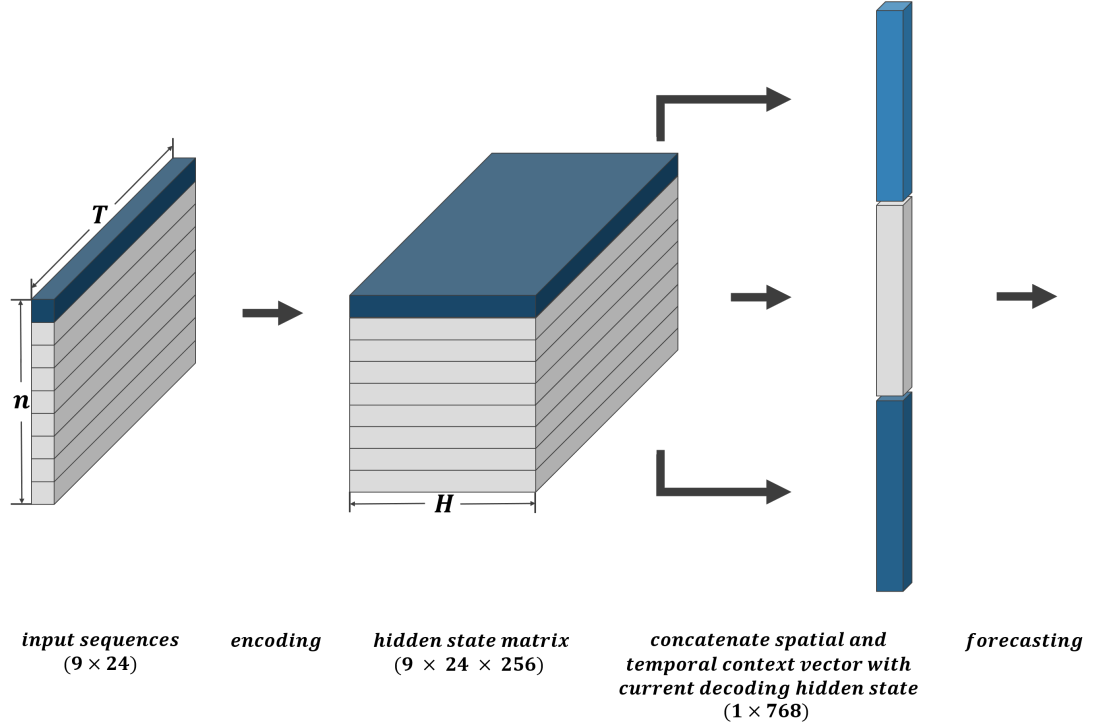 T
n
H
input sequences
(9 × 24)
encoding
hidden state matrix
(9 × 24 × 256)
concatenate spatial and
temporal context vector with
current decoding hidden state
(1 × 768)
forecasting